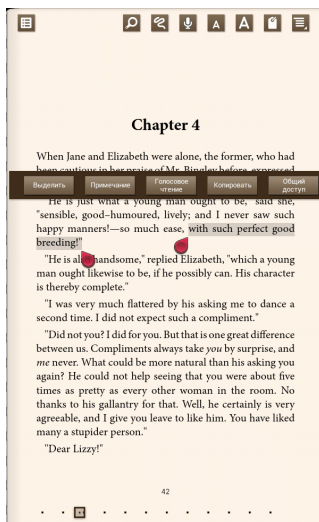 A
A
Chapter 4
When Jane and Elizabeth were alone, the former, who had
been cautious in her praise of Mr. Bingley before, expressed
Выделить
Примечание
Голосовое
чтение
Копировать
Общий
доступ
"He is just what a young man ought to be," said she,
"sensible, good-humoured, lively; and I never saw such
happy manners!—so much ease, with such perfect good
breeding!"
"He is handsome," replied Elizabeth, "which a young
man ought likewise to be, if he possibly can. His character
is thereby complete."
"I was very much flattered by his asking me to dance a
second time. I did not expect such a compliment."
"Did not you? I did for you. But that is one great difference
between us. Compliments always take you by surprise, and
me never. What could be more natural than his asking you
again? He could not help seeing that you were about five
times as pretty as every other woman in the room. No
thanks to his gallantry for that. Well, he certainly is very
agreeable, and I give you leave to like him. You have liked
many a stupider person."
"Dear Lizzy!"
42